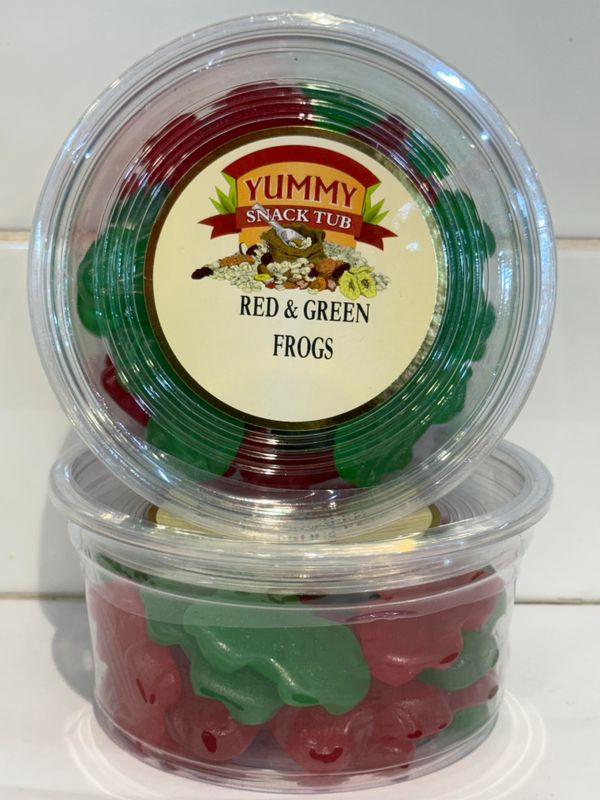 YUMMY
SNACK TUB
RED & GREEN
FROGS